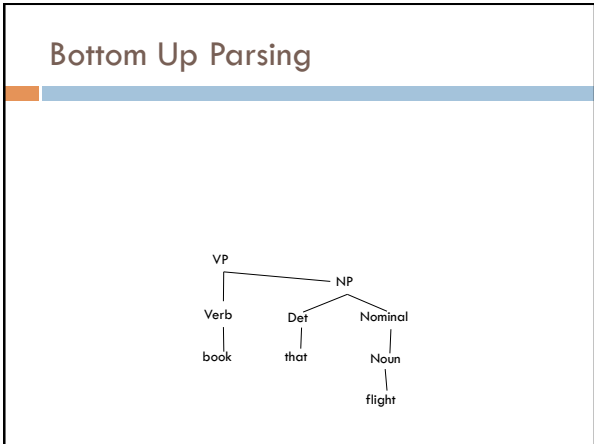 Bottom Up Parsing
VP
NP
Verb Det Nominal
book that Noun
flight